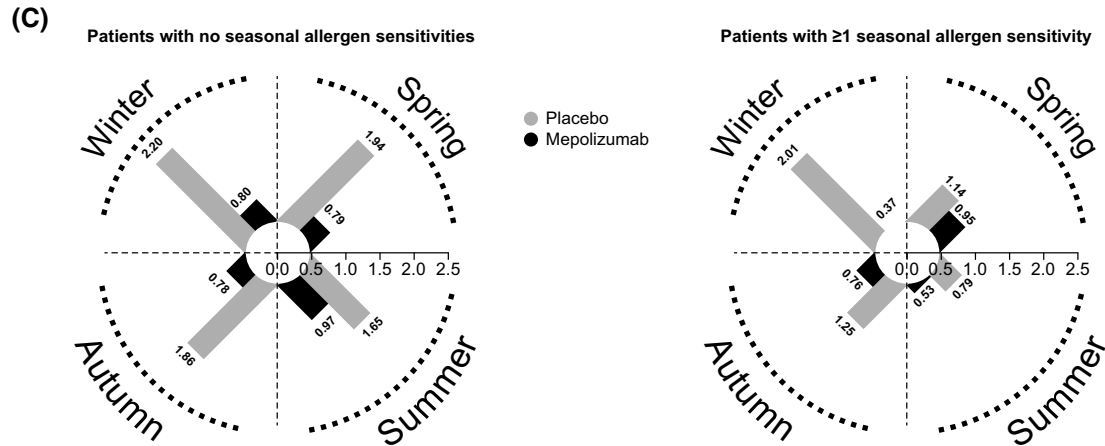 (C)
Patients with no seasonal allergen sensitivities
Winter
Spring
2.20
1.94
0.80
0.79
0.0 0.5 1.0 1.5 2.0 2.5
0.78
0.97
1.65
1.86
Autumn
Summer
Placebo
Mepolizumab
Patients with ≥1 seasonal allergen sensitivity
Winter
Spring
2.01
1.14
0.37
0.95
0.0 0.5 1.0 1.5 2.0 2.5
0.76
0.53
0.79
1.25
Autumn
Summer